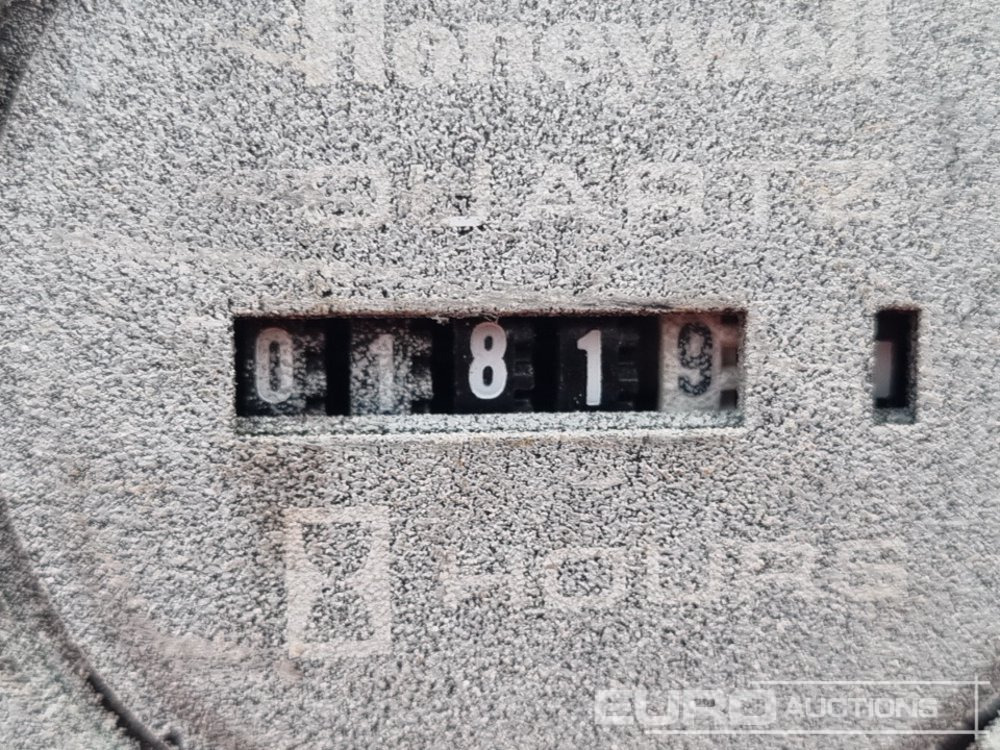 Honeywell
QUARTZ
01819
HOURS
EURO AUCTIONS